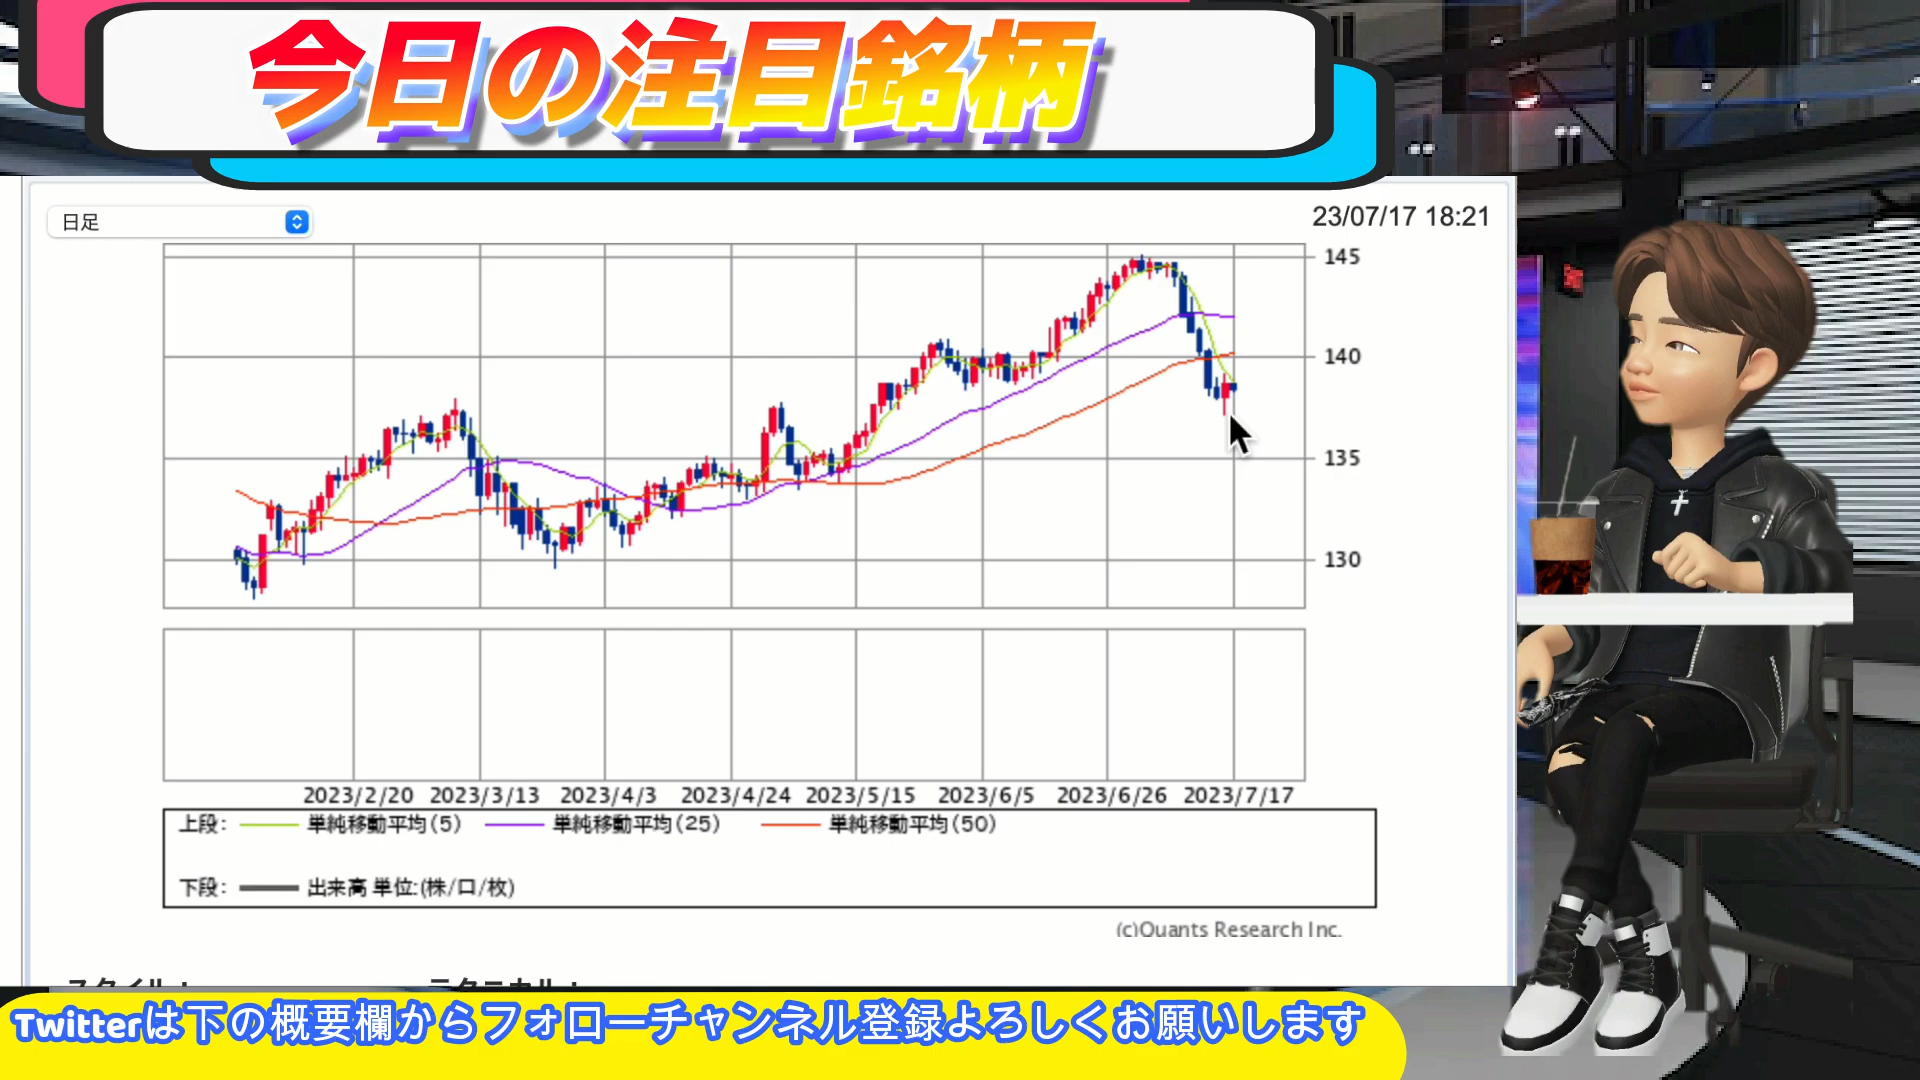 今日の注目銘柄
日足
23/07/17 18:21
145
140
135
130
2023/2/20 2023/3/13 2023/4/3 2023/4/24 2023/5/15 2023/6/5 2023/6/26 2023/7/17
上段: 単純移動平均(5) 単純移動平均(25) 単純移動平均(50)
下段: 出来高 単位:(株/口/枚)
(c)Quants Research Inc.
Twitterは下の概要欄からフォローチャンネル登録よろしくお願いします